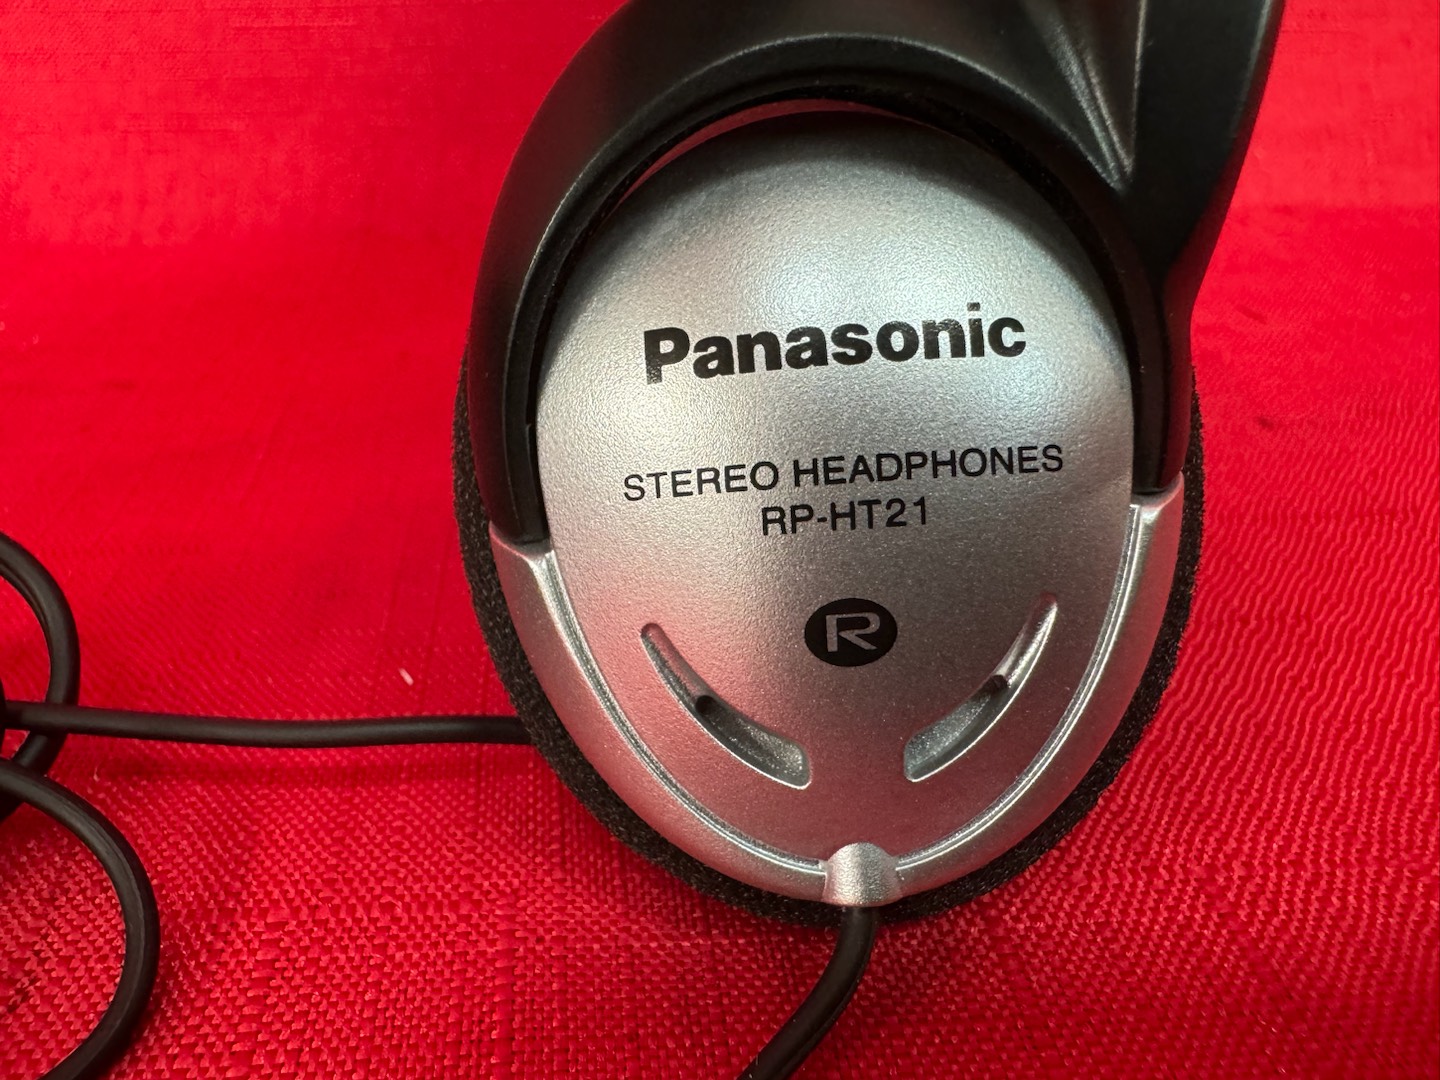 Panasonic
STEREO HEADPHONES
RP-HT21
R